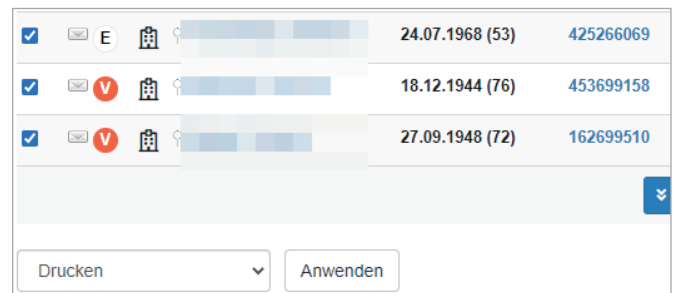 E 24.07.1968 (53) 425266069
V 18.12.1944 (76) 453699158
V 27.09.1948 (72) 162699510
Drucken Anwenden